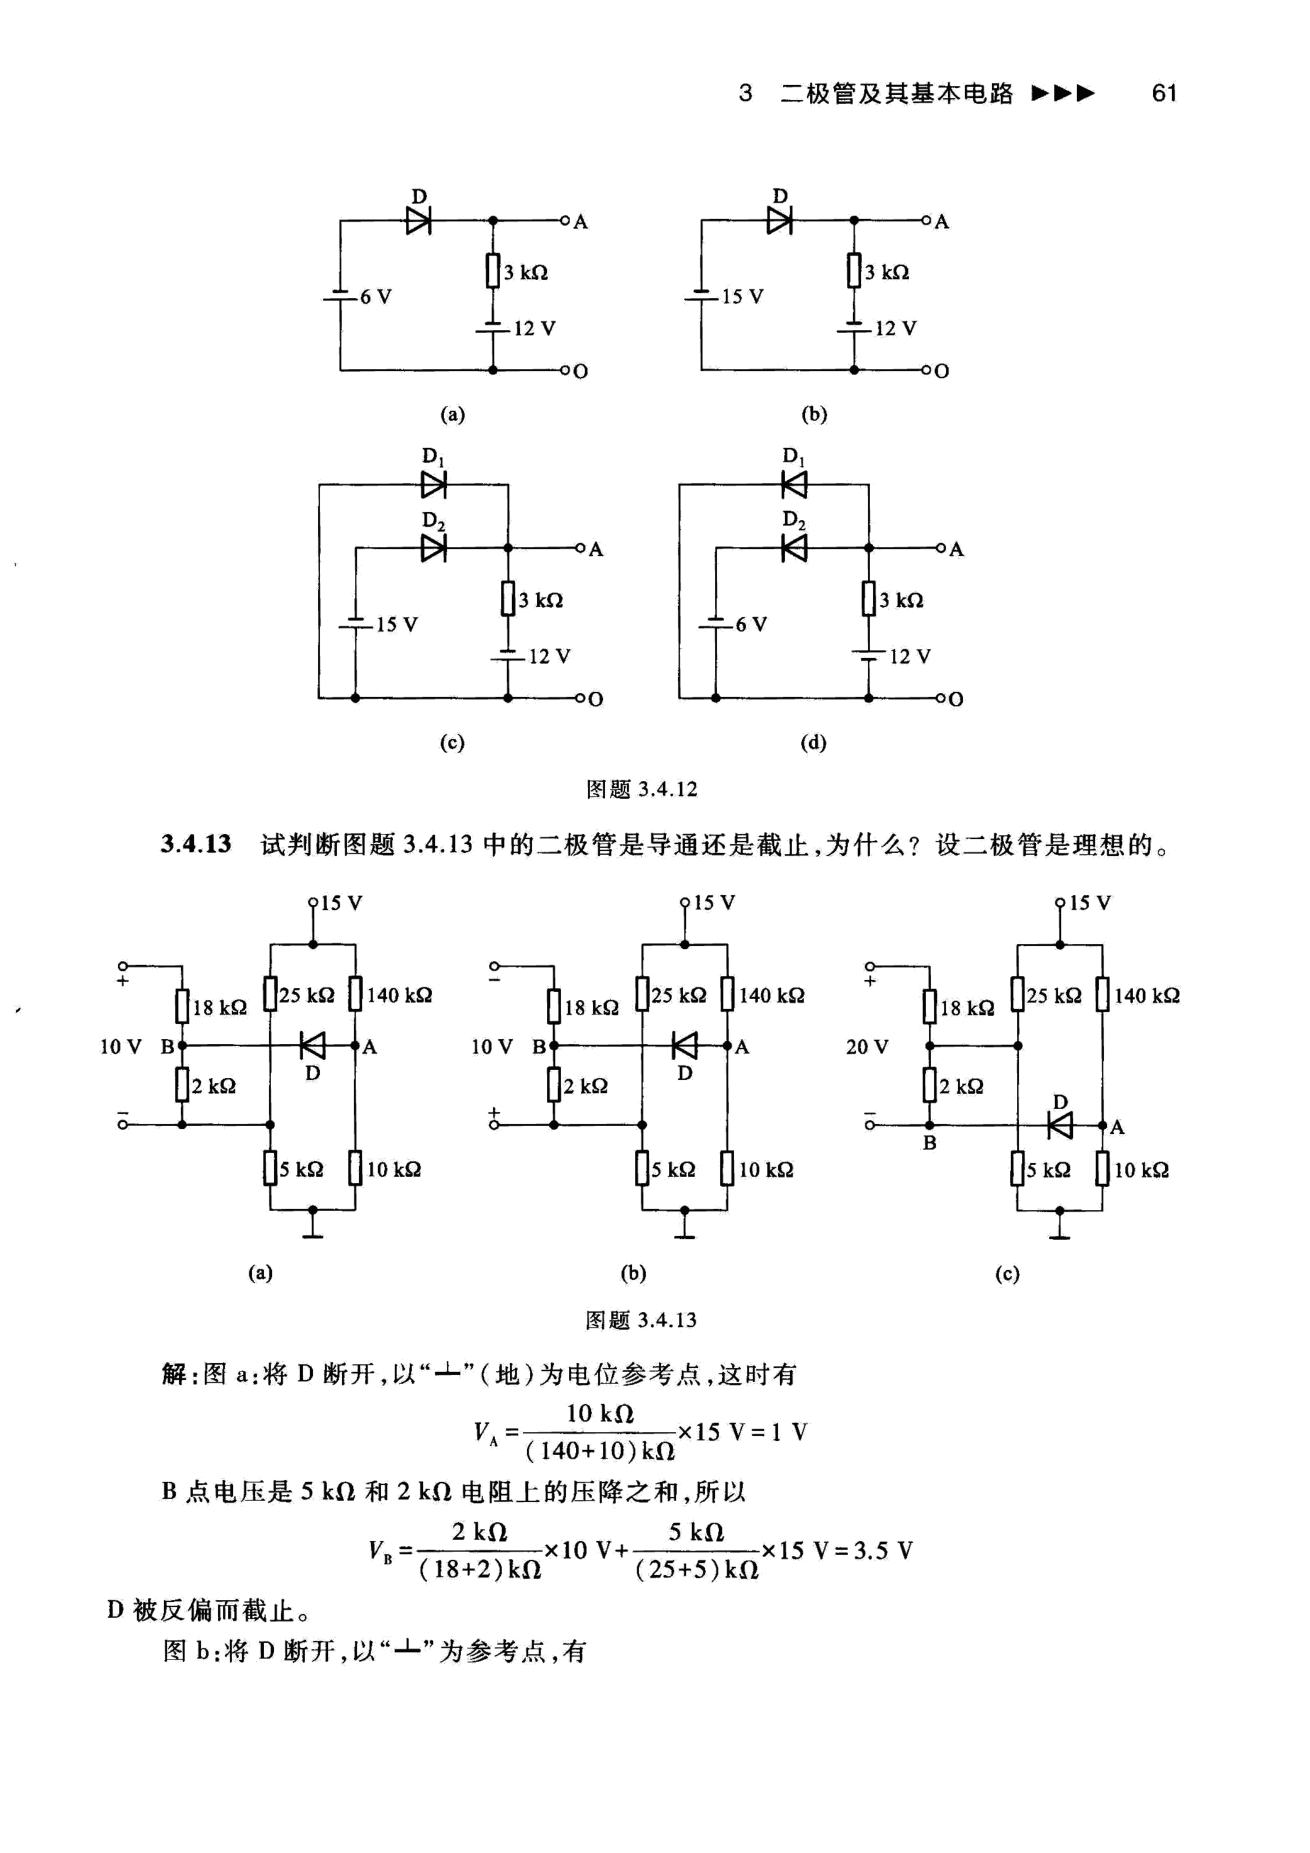 3 二极管及其基本电路 ▶▶▶ 61
D
A
3 kΩ
6 V
12 V
O
(a)
D
A
3 kΩ
15 V
12 V
O
(b)
D₁
D₂
A
3 kΩ
15 V
12 V
O
(c)
D₁
D₂
A
3 kΩ
6 V
12 V
O
(d)
图题 3.4.12
3.4.13 试判断图题 3.4.13 中的二极管是导通还是截止,为什么? 设二极管是理想的。
15 V
+
18 kΩ
25 kΩ
140 kΩ
10 V
B
A
D
2 kΩ
−
5 kΩ
10 kΩ
(a)
15 V
−
18 kΩ
25 kΩ
140 kΩ
10 V
B
A
D
2 kΩ
+
5 kΩ
10 kΩ
(b)
15 V
+
18 kΩ
25 kΩ
140 kΩ
20 V
2 kΩ
D
−
A
B
5 kΩ
10 kΩ
(c)
图题 3.4.13
解:图 a:将 D 断开,以“⊥”(地)为电位参考点,这时有
V_A = 10 kΩ/(140+10)kΩ ×15 V = 1 V
B 点电压是 5 kΩ 和 2 kΩ 电阻上的压降之和,所以
V_B = 2 kΩ/(18+2)kΩ ×10 V+ 5 kΩ/(25+5)kΩ ×15 V = 3.5 V
D 被反偏而截止。
图 b:将 D 断开,以“⊥”为参考点,有